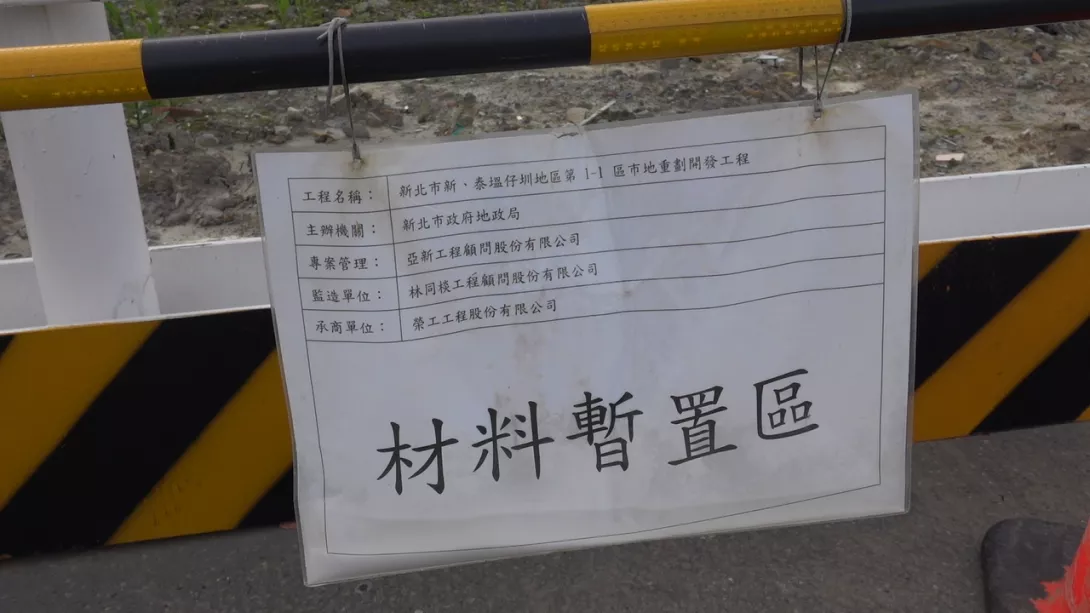 工程名稱： 新北市新、泰塭仔圳地區第 1-1 區市地重劃開發工程
主辦機關： 新北市政府地政局
專案管理： 亞新工程顧問股份有限公司
監造單位： 林同棪工程顧問股份有限公司
承商單位： 榮工工程股份有限公司
材料暫置區